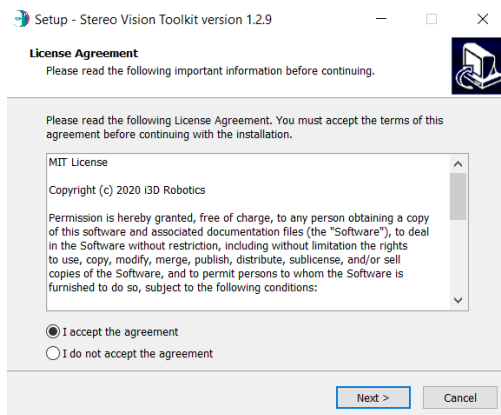 Setup - Stereo Vision Toolkit version 1.2.9
License Agreement
Please read the following important information before continuing.
Please read the following License Agreement. You must accept the terms of this
agreement before continuing with the installation.
MIT License
Copyright (c) 2020 i3D Robotics
Permission is hereby granted, free of charge, to any person obtaining a copy
of this software and associated documentation files (the "Software"), to deal
in the Software without restriction, including without limitation the rights
to use, copy, modify, merge, publish, distribute, sublicense, and/or sell
copies of the Software, and to permit persons to whom the Software is
furnished to do so, subject to the following conditions:
I accept the agreement
I do not accept the agreement
Next >
Cancel